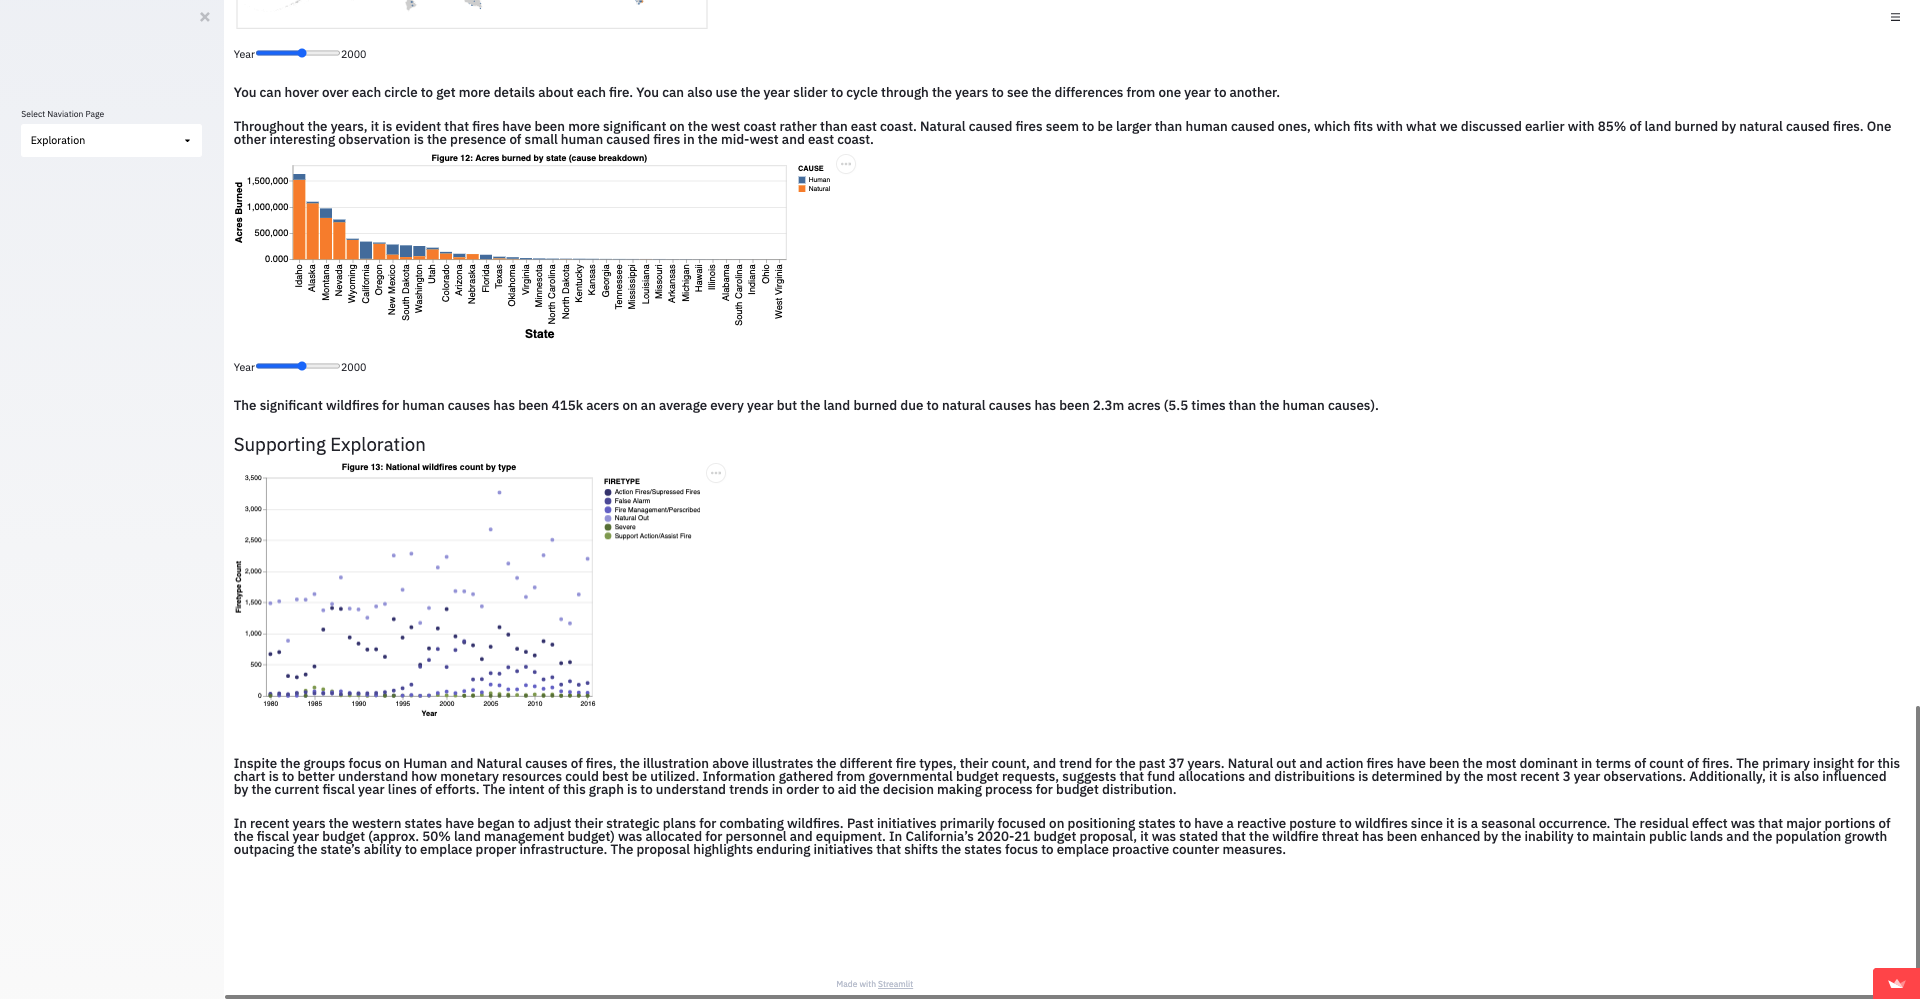 Year 2000
You can hover over each circle to get more details about each fire. You can also use the year slider to cycle through the years to see the differences from one year to another.
Select Naviation Page
Exploration
Throughout the years, it is evident that fires have been more significant on the west coast rather than east coast. Natural caused fires seem to be larger than human caused ones, which fits with what we discussed earlier with 85% of land burned by natural caused fires. One
other interesting observation is the presence of small human caused fires in the mid-west and east coast.
Figure 12: Acres burned by state (cause breakdown)
CAUSE
Human
Natural
Acres Burned
1,500,000
1,000,000
500,000
0.000
Idaho
Alaska
Montana
Nevada
Wyoming
California
Oregon
New Mexico
South Dakota
Washington
Utah
Colorado
Arizona
Nebraska
Florida
Texas
Oklahoma
Virginia
Minnesota
North Carolina
North Dakota
Kentucky
Kansas
Georgia
Tennessee
Mississippi
Louisiana
Missouri
Arkansas
Michigan
Hawaii
Illinois
Alabama
South Carolina
Indiana
Ohio
West Virginia
State
Year 2000
The significant wildfires for human causes has been 415k acers on an average every year but the land burned due to natural causes has been 2.3m acres (5.5 times than the human causes).
Supporting Exploration
Figure 13: National wildfires count by type
FIRETYPE
Action Fires/Supressed Fires
False Alarm
Fire Management/Perscribed
Natural Out
Severe
Support Action/Assist Fire
Firetype Count
3,500
3,000
2,500
2,000
1,500
1,000
500
0
1980 1985 1990 1995 2000 2005 2010 2016
Year
Inspite the groups focus on Human and Natural causes of fires, the illustration above illustrates the different fire types, their count, and trend for the past 37 years. Natural out and action fires have been the most dominant in terms of count of fires. The primary insight for this
chart is to better understand how monetary resources could best be utilized. Information gathered from governmental budget requests, suggests that fund allocations and distribuitions is determined by the most recent 3 year observations. Additionally, it is also influenced
by the current fiscal year lines of efforts. The intent of this graph is to understand trends in order to aid the decision making process for budget distribution.
In recent years the western states have began to adjust their strategic plans for combating wildfires. Past initiatives primarily focused on positioning states to have a reactive posture to wildfires since it is a seasonal occurrence. The residual effect was that major portions of
the fiscal year budget (approx. 50% land management budget) was allocated for personnel and equipment. In California's 2020-21 budget proposal, it was stated that the wildfire threat has been enhanced by the inability to maintain public lands and the population growth
outpacing the state's ability to emplace proper infrastructure. The proposal highlights enduring initiatives that shifts the states focus to emplace proactive counter measures.
Made with Streamlit